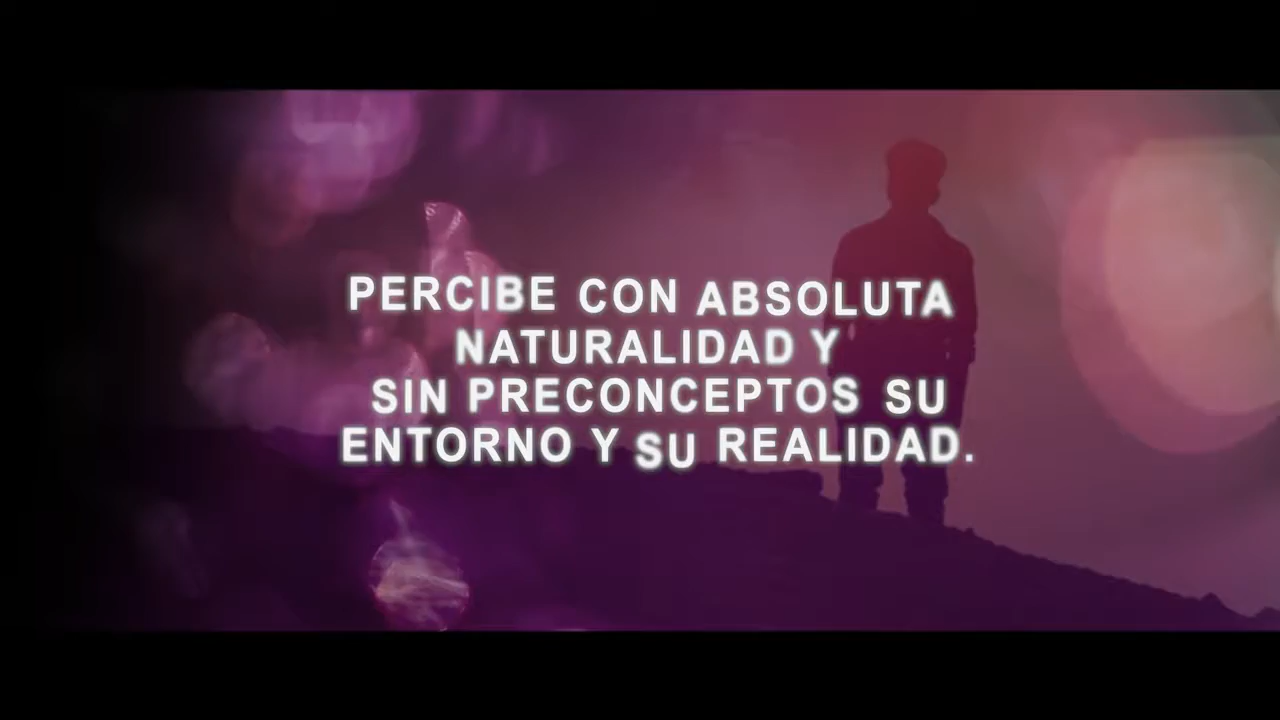 PERCIBE CON ABSOLUTA
NATURALIDAD Y
SIN PRECONCEPTOS SU
ENTORNO Y SU REALIDAD.